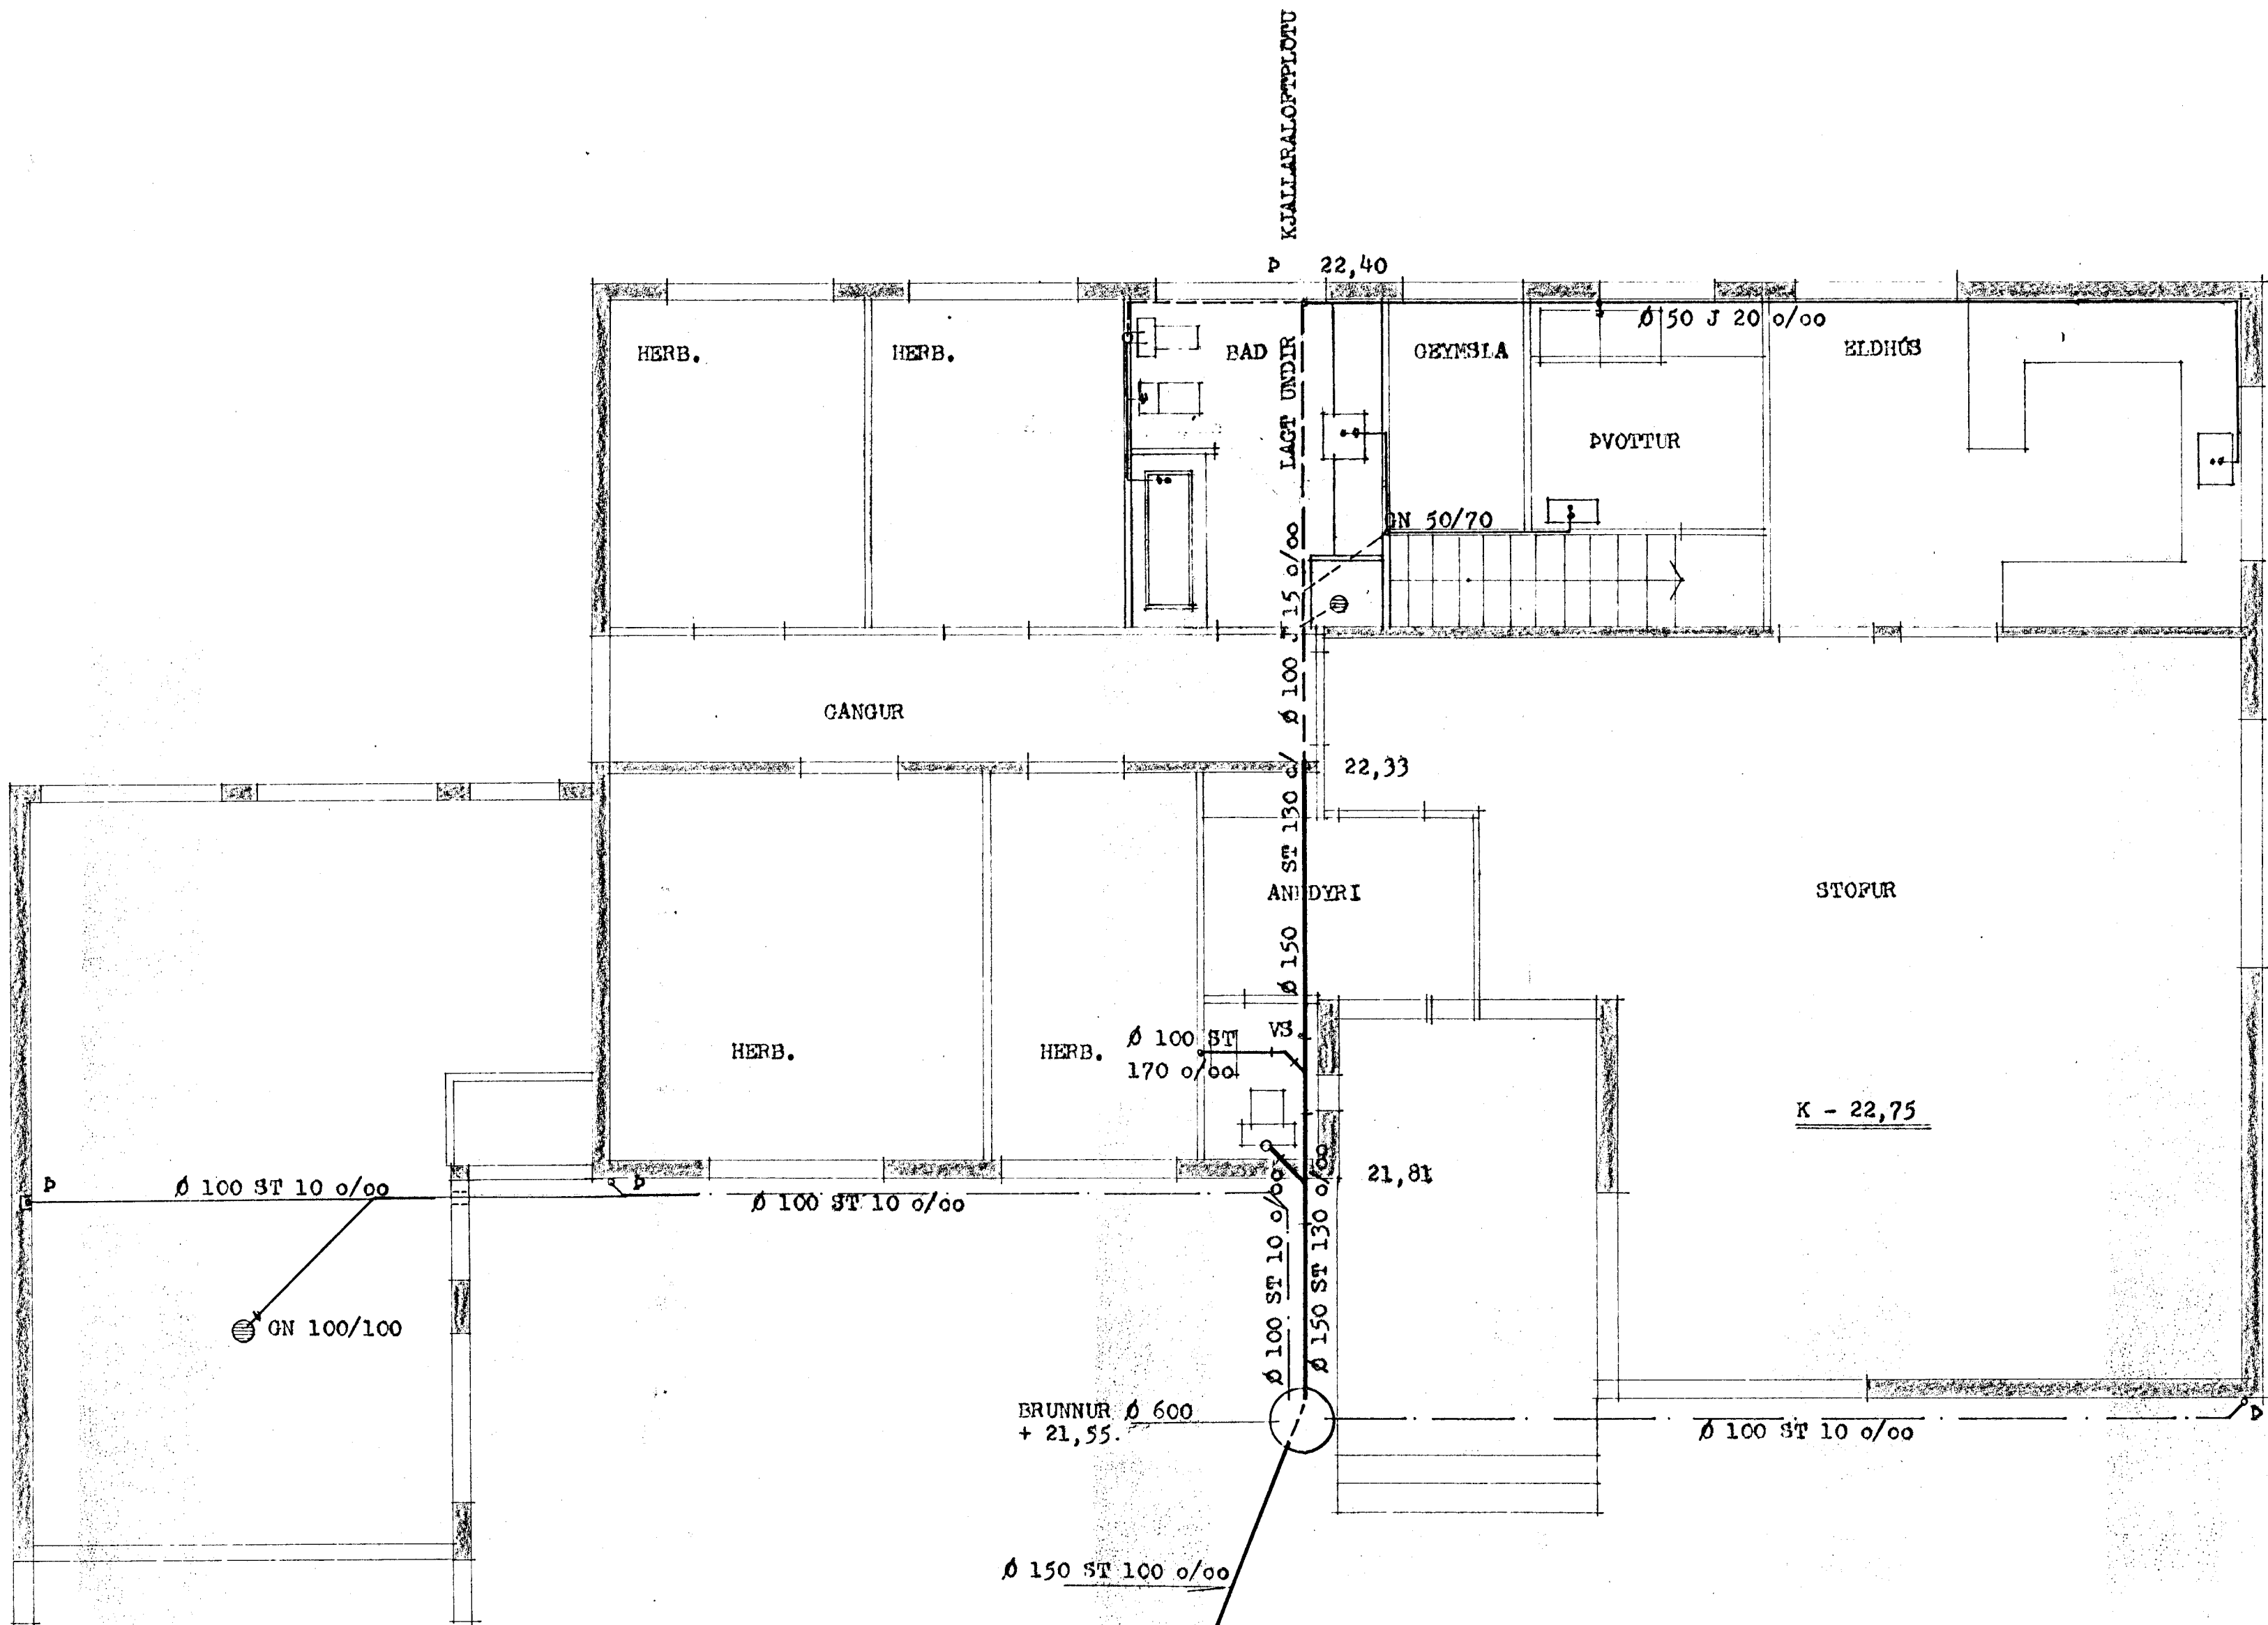 KJALLARALOFTPLÖTU
Þ 22,40
Ø 50 J 20 o/oo
HERB.
HERB.
BAD
LAGT UNDIR
GEYMSLA
ELDHÚS
ÞVOTTUR
GN 50/70
Ø 100 J 15 o/oo
GANGUR
22,33
Ø 150 ST 130 o/
ANDDYRI
STOFUR
HERB.
HERB.
Ø 100 ST
170 o/oo
VS
K - 22,75
Þ
Ø 100 ST 10 o/oo
Þ
Ø 100 ST 10 o/oo
21,81
Ø 100 ST 10 o/oo
Ø 150 ST 130 o/oo
GN 100/100
BRUNNUR Ø 600
+ 21,55.
Ø 100 ST 10 o/oo
Þ
Ø 150 ST 100 o/oo